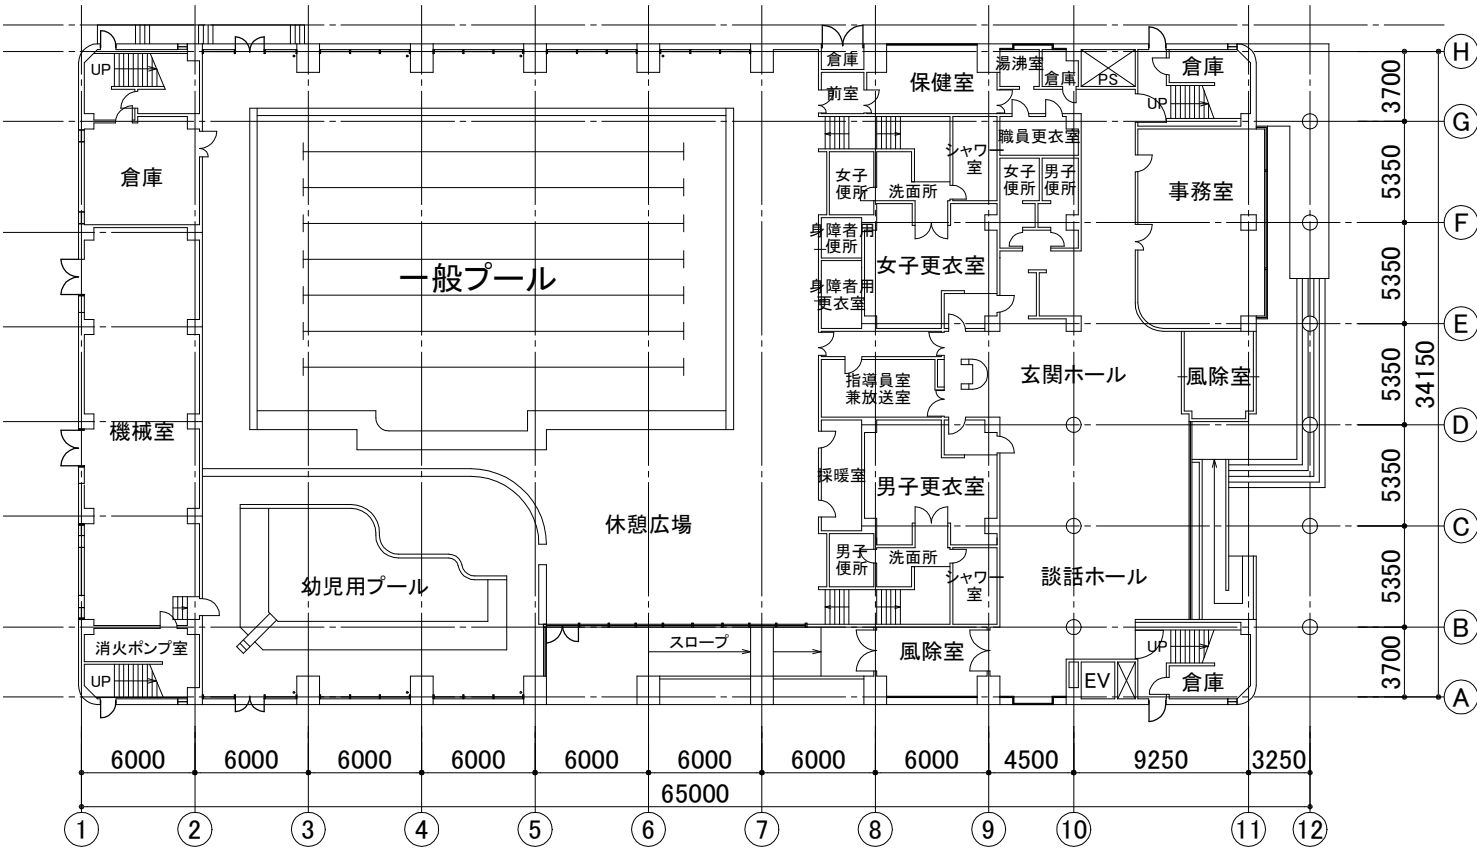 UP
倉庫
倉庫
湯沸室
倉庫
PS
倉庫
UP
H
前室
保健室
3700
G
職員更衣室
シャワー
室
女子
便所
洗面所
女子
便所
男子
便所
事務室
5350
倉庫
F
身障者用
便所
女子更衣室
一般プール
身障者用
更衣室
5350
E
指導員室
兼放送室
玄関ホール
風除室
5350
34150
D
機械室
採暖室
男子更衣室
5350
休憩広場
C
男子
便所
洗面所
シャワー
室
談話ホール
幼児用プール
5350
B
消火ポンプ室
スロープ
風除室
UP
UP
EV
倉庫
3700
A
6000
6000
6000
6000
6000
6000
6000
6000
4500
9250
3250
65000
1
2
3
4
5
6
7
8
9
10
11
12